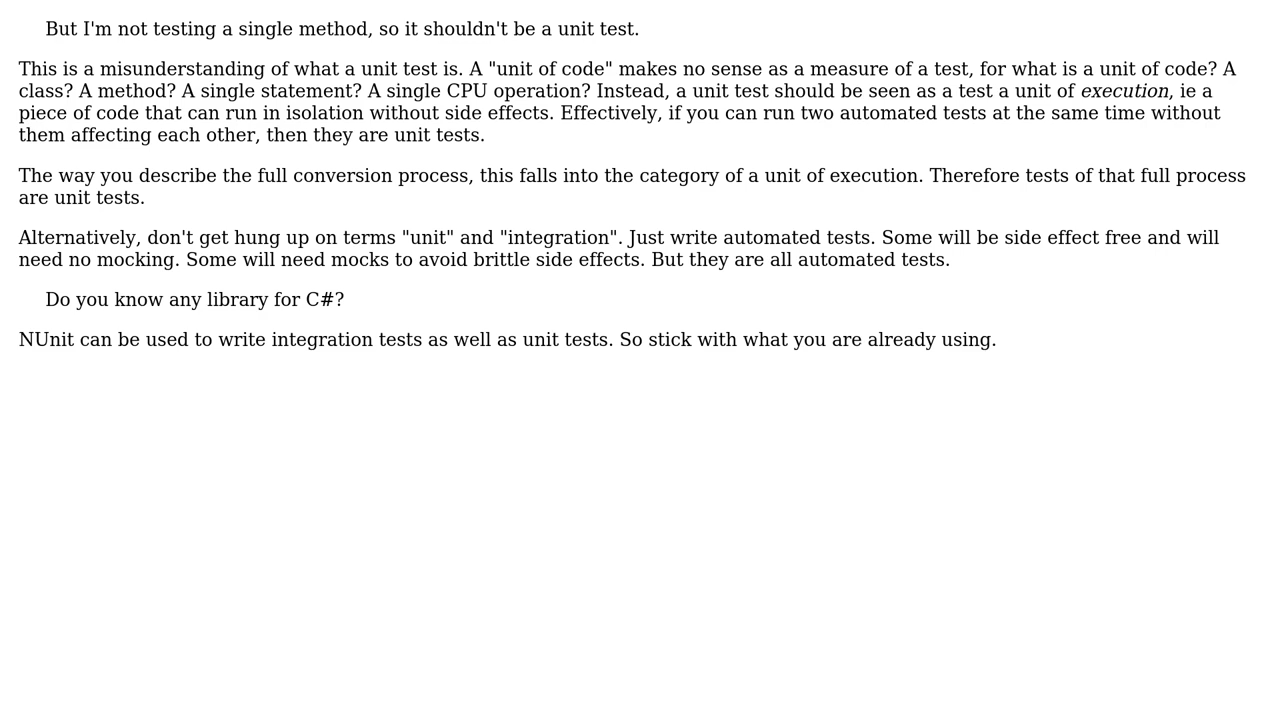 But I'm not testing a single method, so it shouldn't be a unit test.
This is a misunderstanding of what a unit test is. A "unit of code" makes no sense as a measure of a test, for what is a unit of code? A
class? A method? A single statement? A single CPU operation? Instead, a unit test should be seen as a test a unit of execution, ie a
piece of code that can run in isolation without side effects. Effectively, if you can run two automated tests at the same time without
them affecting each other, then they are unit tests.
The way you describe the full conversion process, this falls into the category of a unit of execution. Therefore tests of that full process
are unit tests.
Alternatively, don't get hung up on terms "unit" and "integration". Just write automated tests. Some will be side effect free and will
need no mocking. Some will need mocks to avoid brittle side effects. But they are all automated tests.
Do you know any library for C#?
NUnit can be used to write integration tests as well as unit tests. So stick with what you are already using.